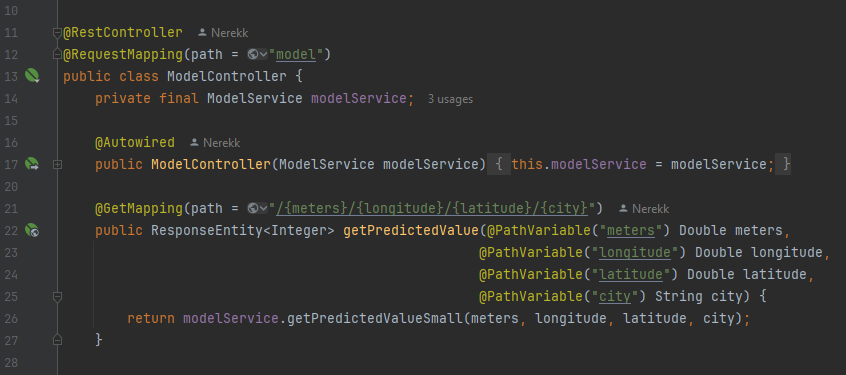 10
11 @RestController Nerekk
12 @RequestMapping(path = "model")
13 public class ModelController {
14 private final ModelService modelService; 3 usages
15
16 @Autowired Nerekk
17 public ModelController(ModelService modelService) { this.modelService = modelService; }
20
21 @GetMapping(path = "/{meters}/{longitude}/{latitude}/{city}") Nerekk
22 public ResponseEntity<Integer> getPredictedValue(@PathVariable("meters") Double meters,
23 @PathVariable("longitude") Double longitude,
24 @PathVariable("latitude") Double latitude,
25 @PathVariable("city") String city) {
26 return modelService.getPredictedValueSmall(meters, longitude, latitude, city);
27 }
28